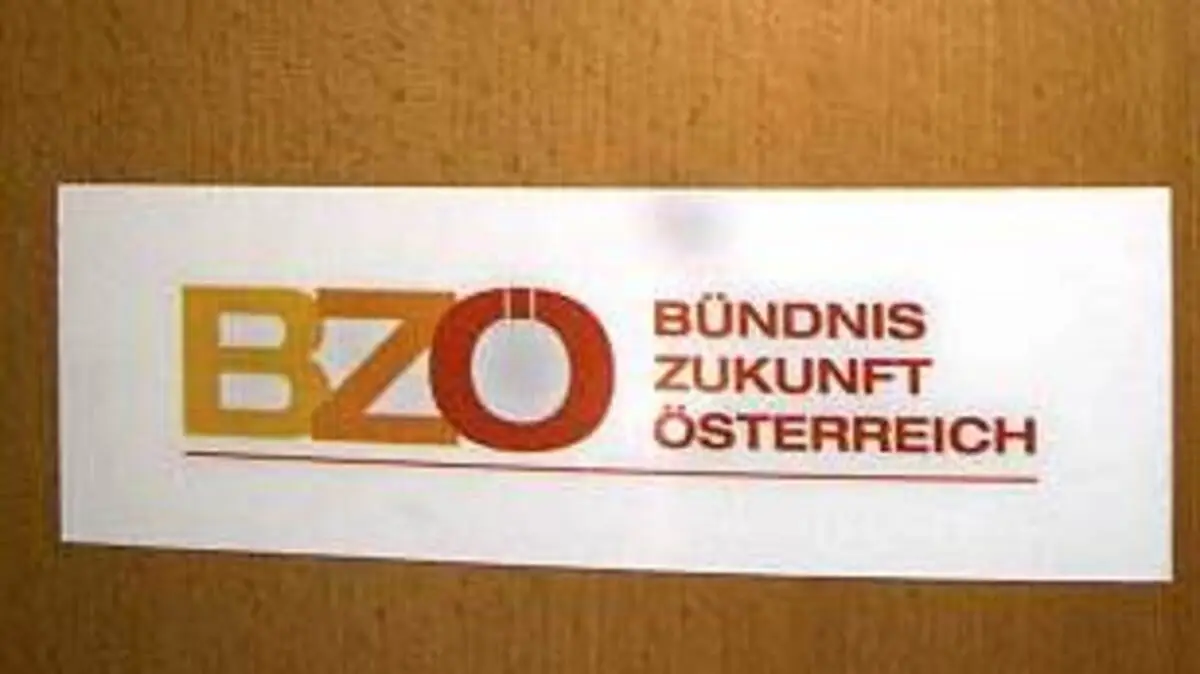 BZÖ
BÜNDNIS
ZUKUNFT
ÖSTERREICH